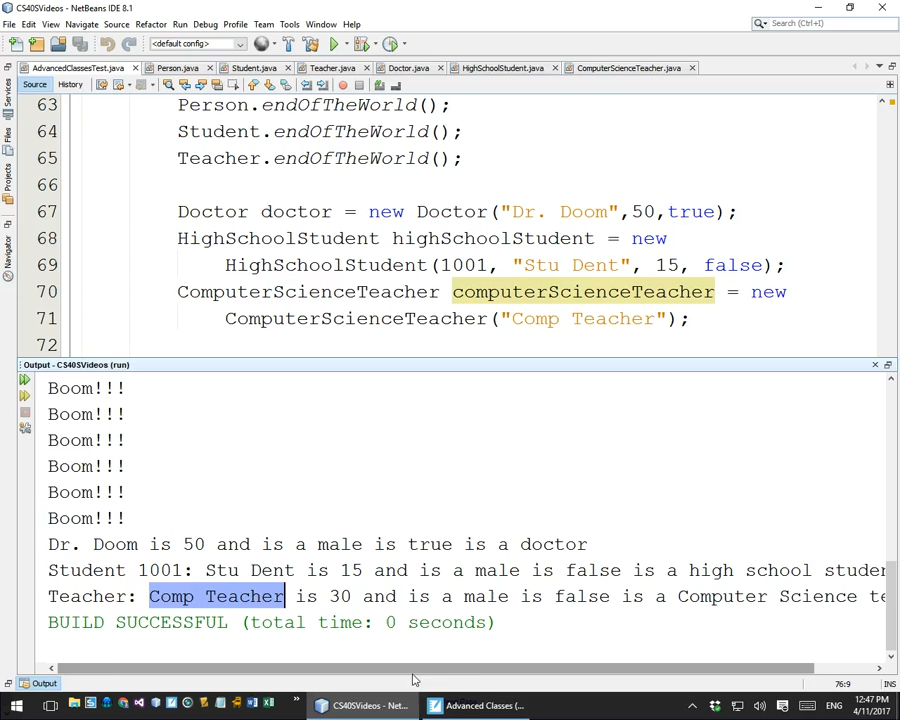 CS40SVideos - NetBeans IDE 8.1
File Edit View Navigate Source Refactor Run Debug Profile Team Tools Window Help
<default config>
Search (Ctrl+I)
AdvancedClassesTest.java Person.java Student.java Teacher.java Doctor.java HighSchoolStudent.java ComputerScienceTeacher.java
Source History
Services
Files
Projects
Navigator
63 Person.endOfTheWorld();
64 Student.endOfTheWorld();
65 Teacher.endOfTheWorld();
66
67 Doctor doctor = new Doctor("Dr. Doom",50,true);
68 HighSchoolStudent highSchoolStudent = new
69 HighSchoolStudent(1001, "Stu Dent", 15, false);
70 ComputerScienceTeacher computerScienceTeacher = new
71 ComputerScienceTeacher("Comp Teacher");
72
Output - CS40SVideos (run)
Boom!!!
Boom!!!
Boom!!!
Boom!!!
Boom!!!
Boom!!!
Dr. Doom is 50 and is a male is true is a doctor
Student 1001: Stu Dent is 15 and is a male is false is a high school studen
Teacher: Comp Teacher is 30 and is a male is false is a Computer Science te
BUILD SUCCESSFUL (total time: 0 seconds)
Output
76:9 INS
CS40SVideos - Net... Advanced Classes (... ENG 12:47 PM
4/11/2017